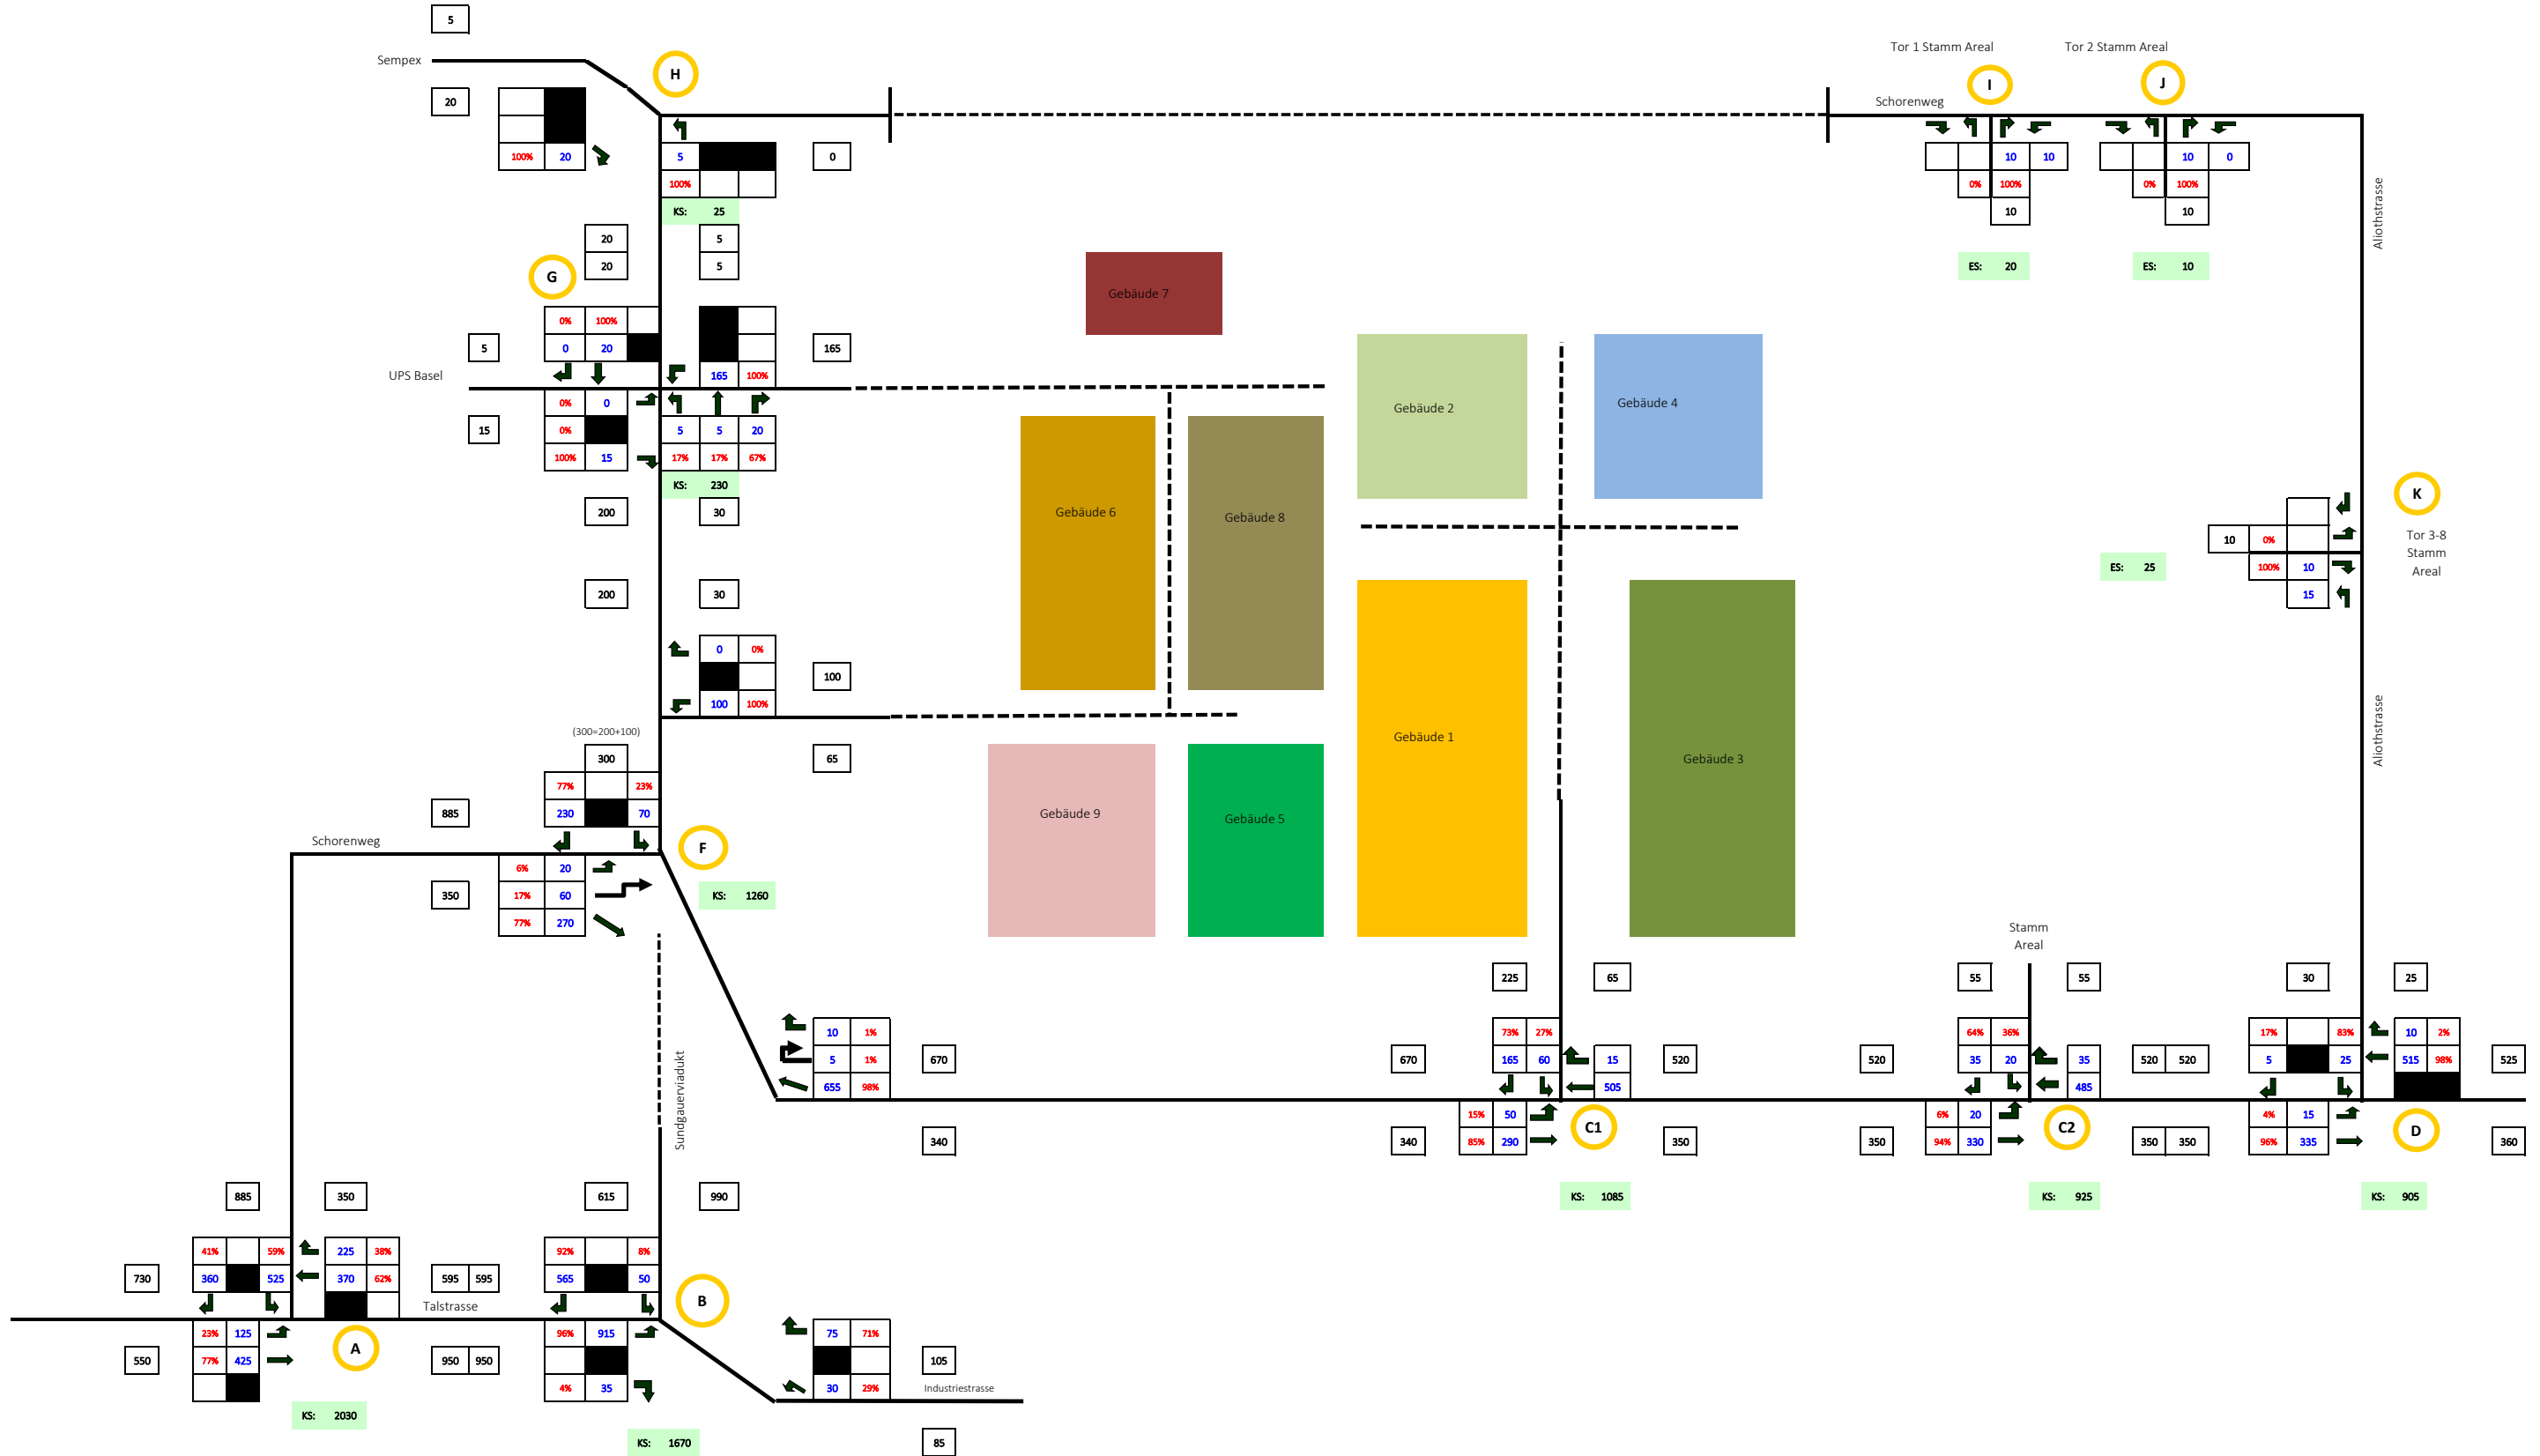 5
Sempex
H
Tor 1 Stamm Areal
Tor 2 Stamm Areal
I
J
20
Schorenweg
100% 20
5
0
10 10
10 0
100%
0% 100%
0% 100%
KS: 25
10
10
20 5
20 5
ES: 20
ES: 10
Aliothstrasse
G
Gebäude 7
0% 100%
5
0 20
165
UPS Basel
165 100%
Gebäude 2
Gebäude 4
0% 0
15
0%
5 5 20
100% 15
17% 17% 67%
KS: 230
200 30
Gebäude 6
Gebäude 8
K
10 0%
Tor 3-8
Stamm
Areal
ES: 25
100% 10
15
200 30
0 0%
100
100 100%
(300=200+100)
300
65
Gebäude 1
Gebäude 3
Aliothstrasse
77% 23%
885
230 70
Gebäude 9
Gebäude 5
Schorenweg
F
6% 20
350
17% 60
KS: 1260
77% 270
Stamm
Areal
225 65
55 55
30 25
10 1%
73% 27%
64% 36%
17% 83%
10 2%
5 1%
670
670
165 60
15
520
520
35 20
35
520 520
5 25
515 98%
525
655 98%
505
485
Sundgauerviadukt
15% 50
C1
6% 20
C2
4% 15
D
340
340
85% 290
350
350
94% 330
350 350
96% 335
360
885 350
615 990
KS: 1085
KS: 925
KS: 905
41% 59%
225 38%
92% 8%
730
360 525
370 62%
595 595
565 50
B
Talstrasse
23% 125
A
96% 915
75 71%
550
77% 425
950 950
105
4% 35
30 29%
Industriestrasse
KS: 2030
KS: 1670
85